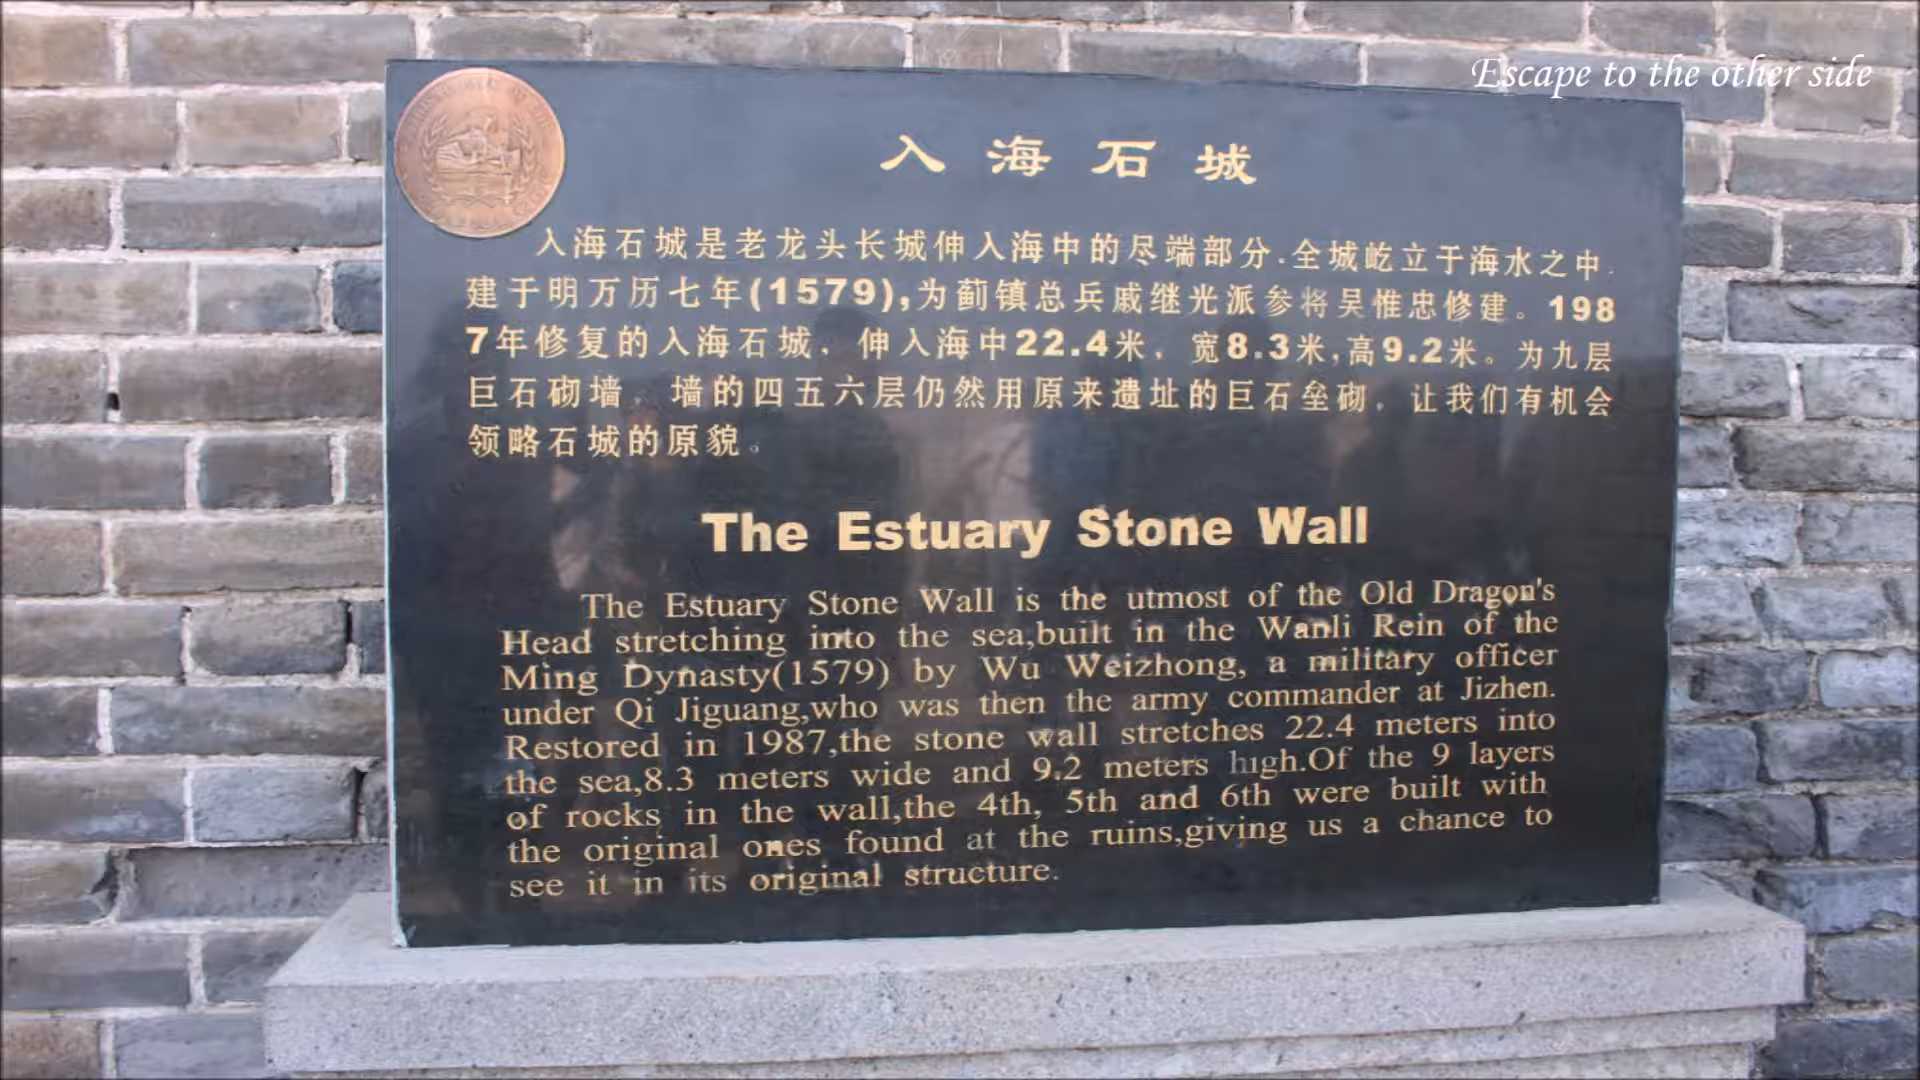 Escape to the other side
入海石城
入海石城是老龙头长城伸入海中的尽端部分.全城屹立于海水之中.
建于明万历七年(1579),为蓟镇总兵戚继光派参将吴惟忠修建。198
7年修复的入海石城，伸入海中22.4米，宽8.3米,高9.2米。为九层
巨石砌墙，墙的四五六层仍然用原来遗址的巨石垒砌，让我们有机会
领略石城的原貌。
The Estuary Stone Wall
The Estuary Stone Wall is the utmost of the Old Dragon's
Head stretching into the sea,built in the Wanli Rein of the
Ming Dynasty(1579) by Wu Weizhong, a military officer
under Qi Jiguang,who was then the army commander at Jizhen.
Restored in 1987,the stone wall stretches 22.4 meters into
the sea,8.3 meters wide and 9.2 meters high.Of the 9 layers
of rocks in the wall,the 4th, 5th and 6th were built with
the original ones found at the ruins,giving us a chance to
see it in its original structure.